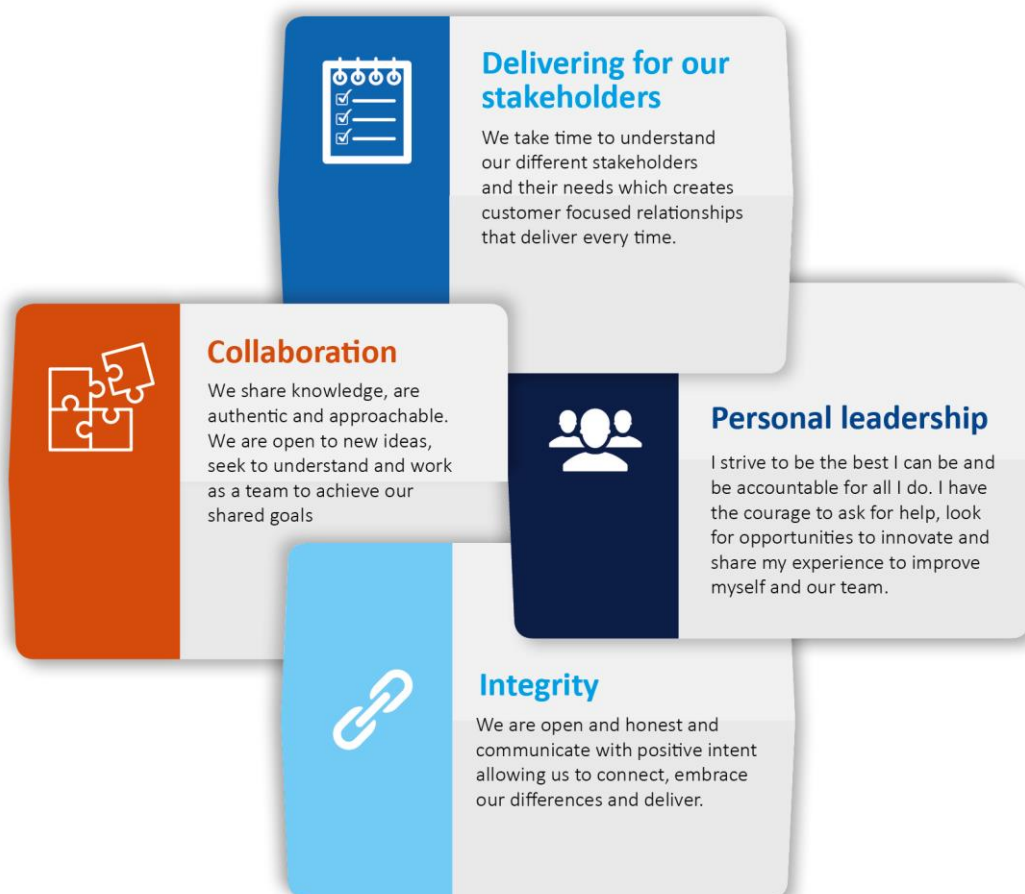 Delivering for our
stakeholders
We take time to understand
our different stakeholders
and their needs which creates
customer focused relationships
that deliver every time.
Collaboration
We share knowledge, are
authentic and approachable.
We are open to new ideas,
seek to understand and work
as a team to achieve our
shared goals
Personal leadership
I strive to be the best I can be and
be accountable for all I do. I have
the courage to ask for help, look
for opportunities to innovate and
share my experience to improve
myself and our team.
Integrity
We are open and honest and
communicate with positive intent
allowing us to connect, embrace
our differences and deliver.